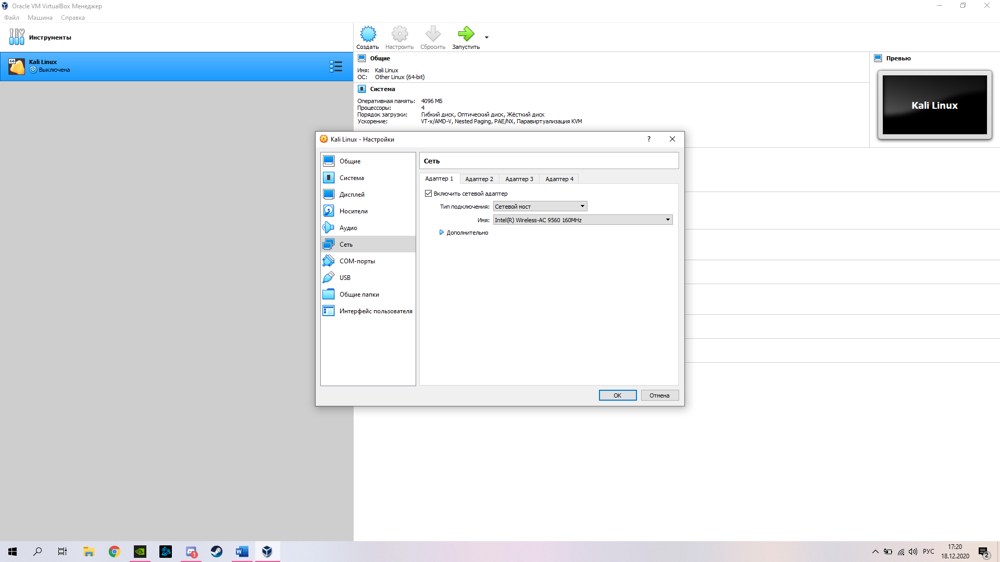 Oracle VM VirtualBox Менеджер
Файл Машина Справка
Инструменты
Создать Настроить Сбросить Запустить
64
Kali Linux
Выключена
Общие
Имя: Kali Linux
ОС: Other Linux (64-bit)
Система
Оперативная память: 4096 МБ
Процессоры: 4
Порядок загрузки: Гибкий диск, Оптический диск, Жёсткий диск
Ускорение: VT-x/AMD-V, Nested Paging, PAE/NX, Паравиртуализация KVM
Превью
Kali Linux
Kali Linux - Настройки
?
Общие
Система
Дисплей
Носители
Аудио
Сеть
COM-порты
USB
Общие папки
Интерфейс пользователя
Сеть
Адаптер 1 Адаптер 2 Адаптер 3 Адаптер 4
Включить сетевой адаптер
Тип подключения: Сетевой мост
Имя: Intel(R) Wireless-AC 9560 160MHz
Дополнительно
OK Отмена
1
W
РУС
17:20
18.12.2020
2